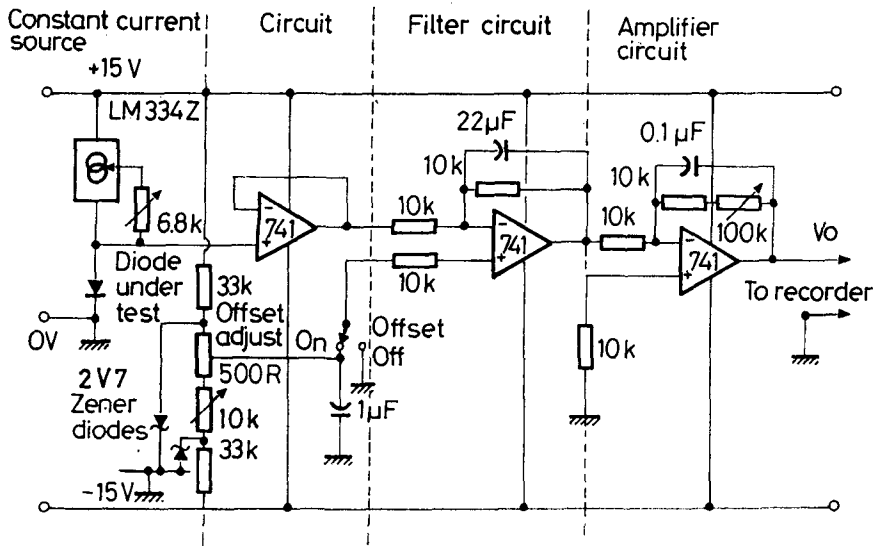 Constant current
source
Circuit
Filter circuit
Amplifier
circuit
+15 V
LM334Z
22µF
0.1 µF
10k
10k
6.8k
-
741
+
10k
-
741
+
10k
10k
-
741
+
100k
Vo
Diode
under
test
33k
Offset
adjust
10k
To recorder
0V
On
Offset
Off
500R
10k
2V7
Zener
diodes
10k
1µF
33k
-15V